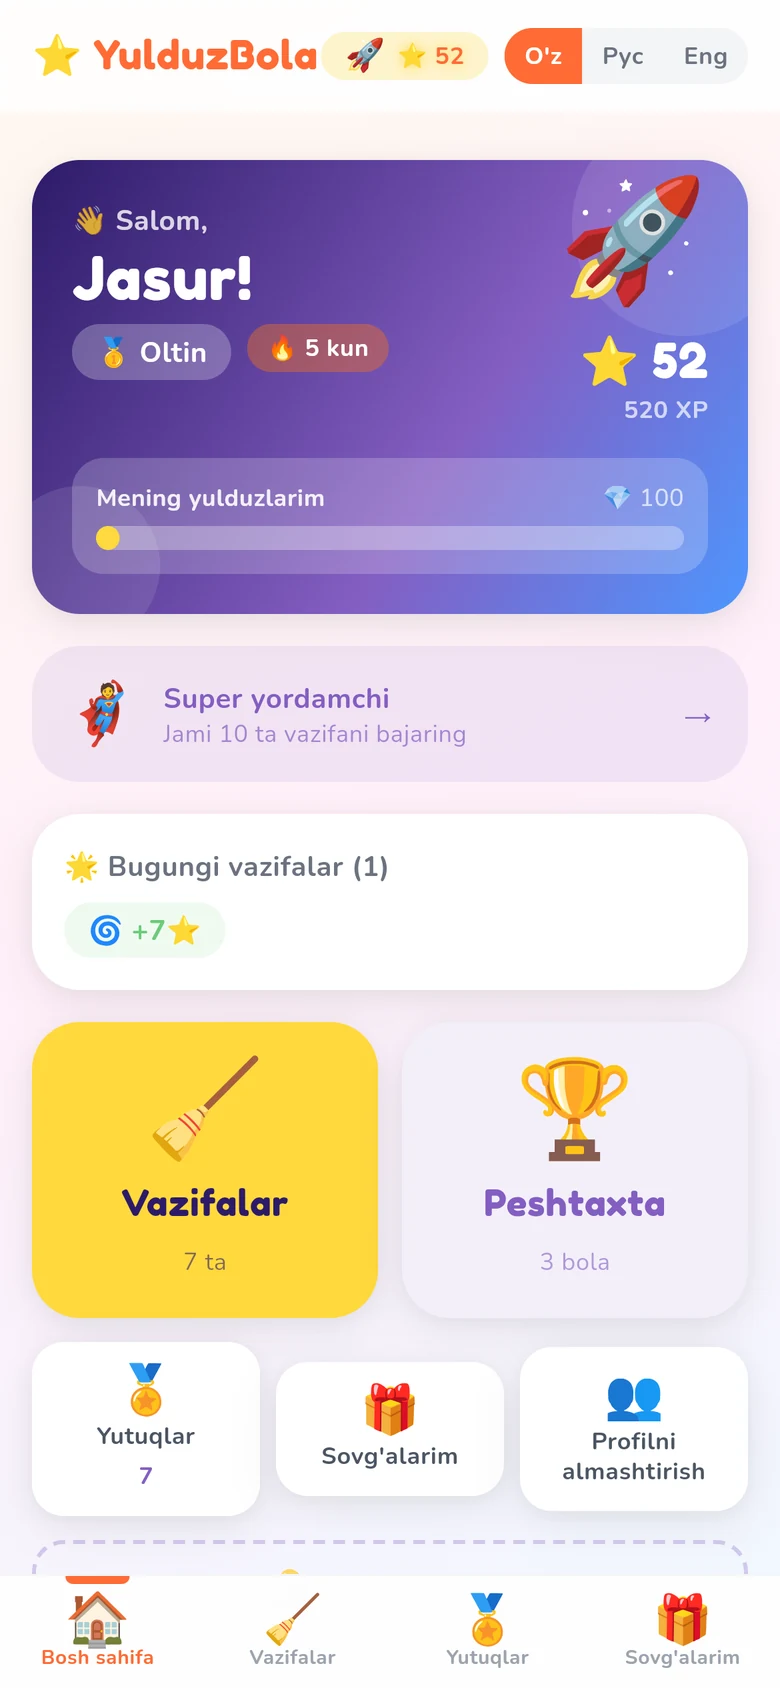 YulduzBola
52
O'z
Рус
Eng
Salom,
Jasur!
Oltin
5 kun
52
520 XP
Mening yulduzlarim
100
Super yordamchi
Jami 10 ta vazifani bajaring
→
Bugungi vazifalar (1)
+7
Vazifalar
7 ta
Peshtaxta
3 bola
Yutuqlar
7
Sovg'alarim
Profilni
almashtirish
Bosh sahifa
Vazifalar
Yutuqlar
Sovg'alarim